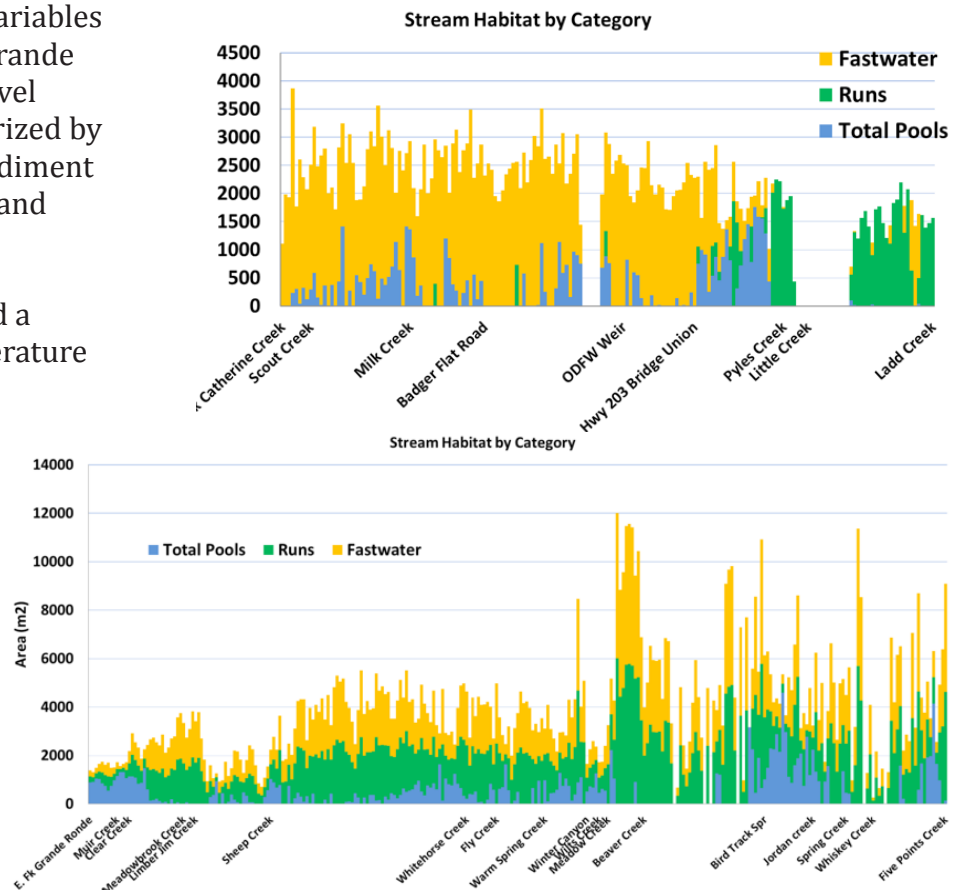 ariables
rande
vel
rized by
diment
and
d a
erature
Stream Habitat by Category
4500
4000
3500
3000
2500
2000
1500
1000
500
0
Fastwater
Runs
Total Pools
k Catherine Creek
Scout Creek
Milk Creek
Badger Flat Road
ODFW Weir
Hwy 203 Bridge Union
Pyles Creek
Little Creek
Ladd Creek
Stream Habitat by Category
Area (m2)
14000
12000
10000
8000
6000
4000
2000
0
Total Pools Runs Fastwater
E. Fk Grande Ronde
Muir Creek
Clear Creek
Meadowbrook Creek
Limber Jim Creek
Sheep Creek
Whitehorse Creek
Fly Creek
Warm Spring Creek
Winter Canyon
Meadow Creek
Beaver Creek
Bird Track Spr
Jordan creek
Spring Creek
Whiskey Creek
Five Points Creek